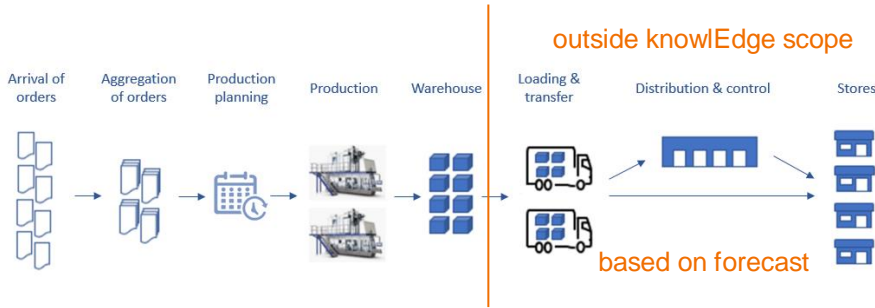 outside knowlEdge scope
Arrival of
orders
Aggregation
of orders
Production
planning
Production
Warehouse
Loading &
transfer
Distribution & control
Stores
based on forecast